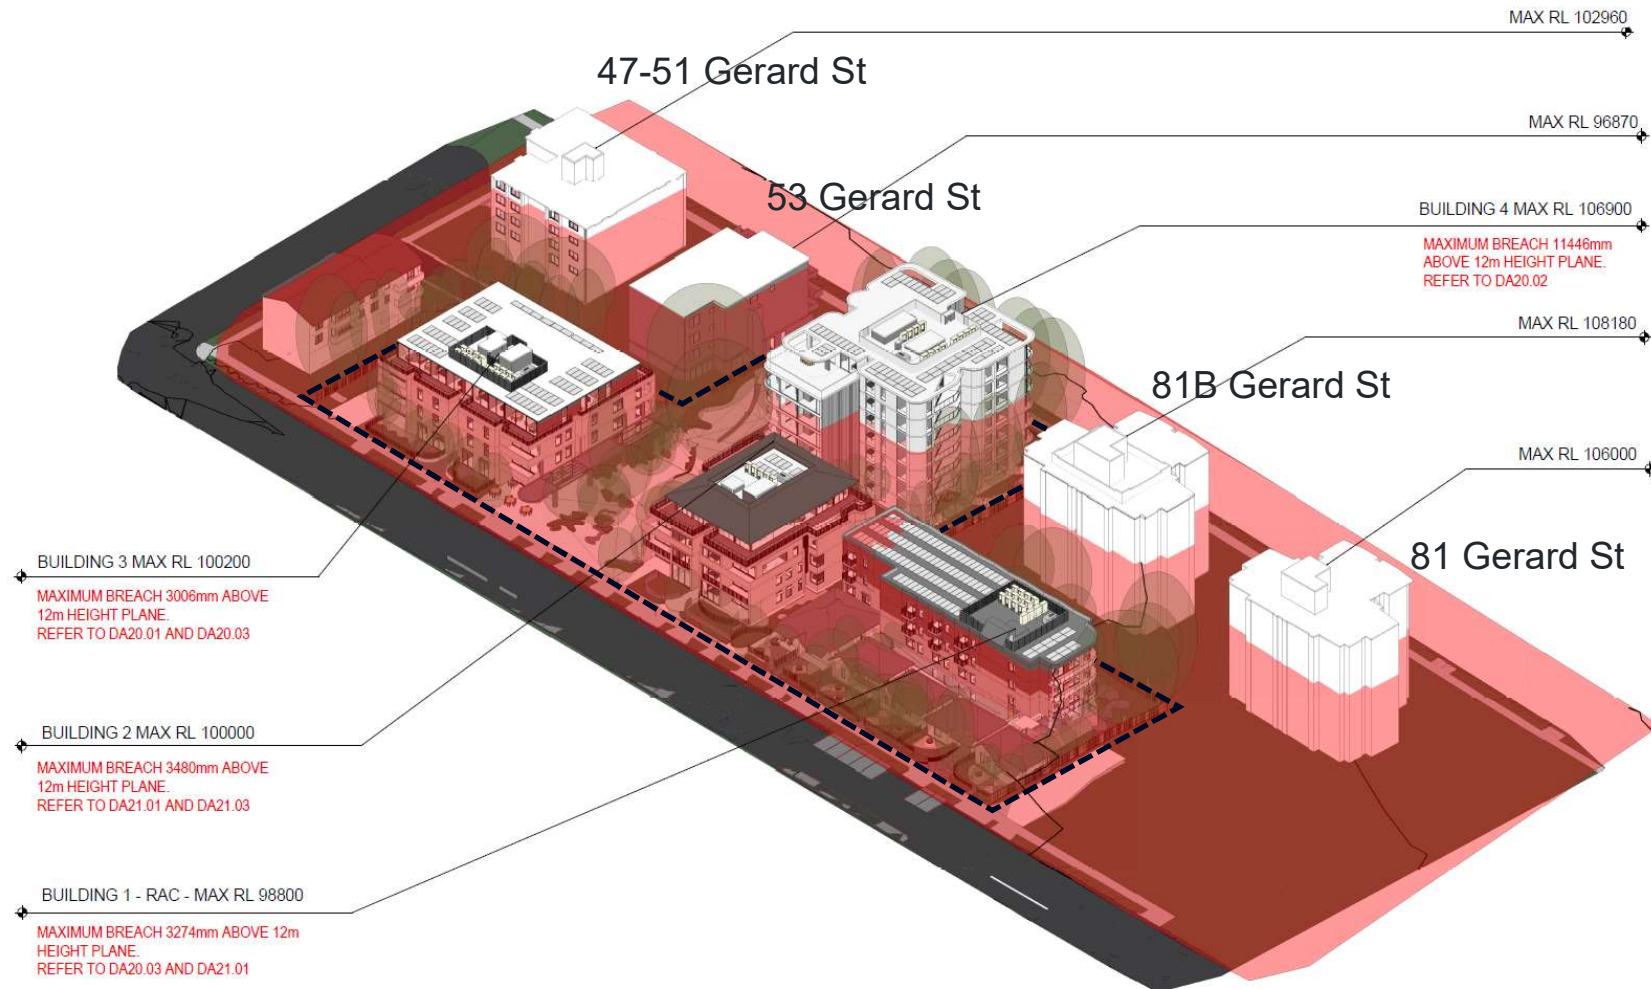 MAX RL 102960
47-51 Gerard St
MAX RL 96870
53 Gerard St
BUILDING 4 MAX RL 106900
MAXIMUM BREACH 11446mm
ABOVE 12m HEIGHT PLANE.
REFER TO DA20.02
MAX RL 108180
81B Gerard St
MAX RL 106000
81 Gerard St
BUILDING 3 MAX RL 100200
MAXIMUM BREACH 3006mm ABOVE
12m HEIGHT PLANE.
REFER TO DA20.01 AND DA20.03
BUILDING 2 MAX RL 100000
MAXIMUM BREACH 3480mm ABOVE
12m HEIGHT PLANE.
REFER TO DA21.01 AND DA21.03
BUILDING 1 - RAC - MAX RL 98800
MAXIMUM BREACH 3274mm ABOVE 12m
HEIGHT PLANE.
REFER TO DA20.03 AND DA21.01